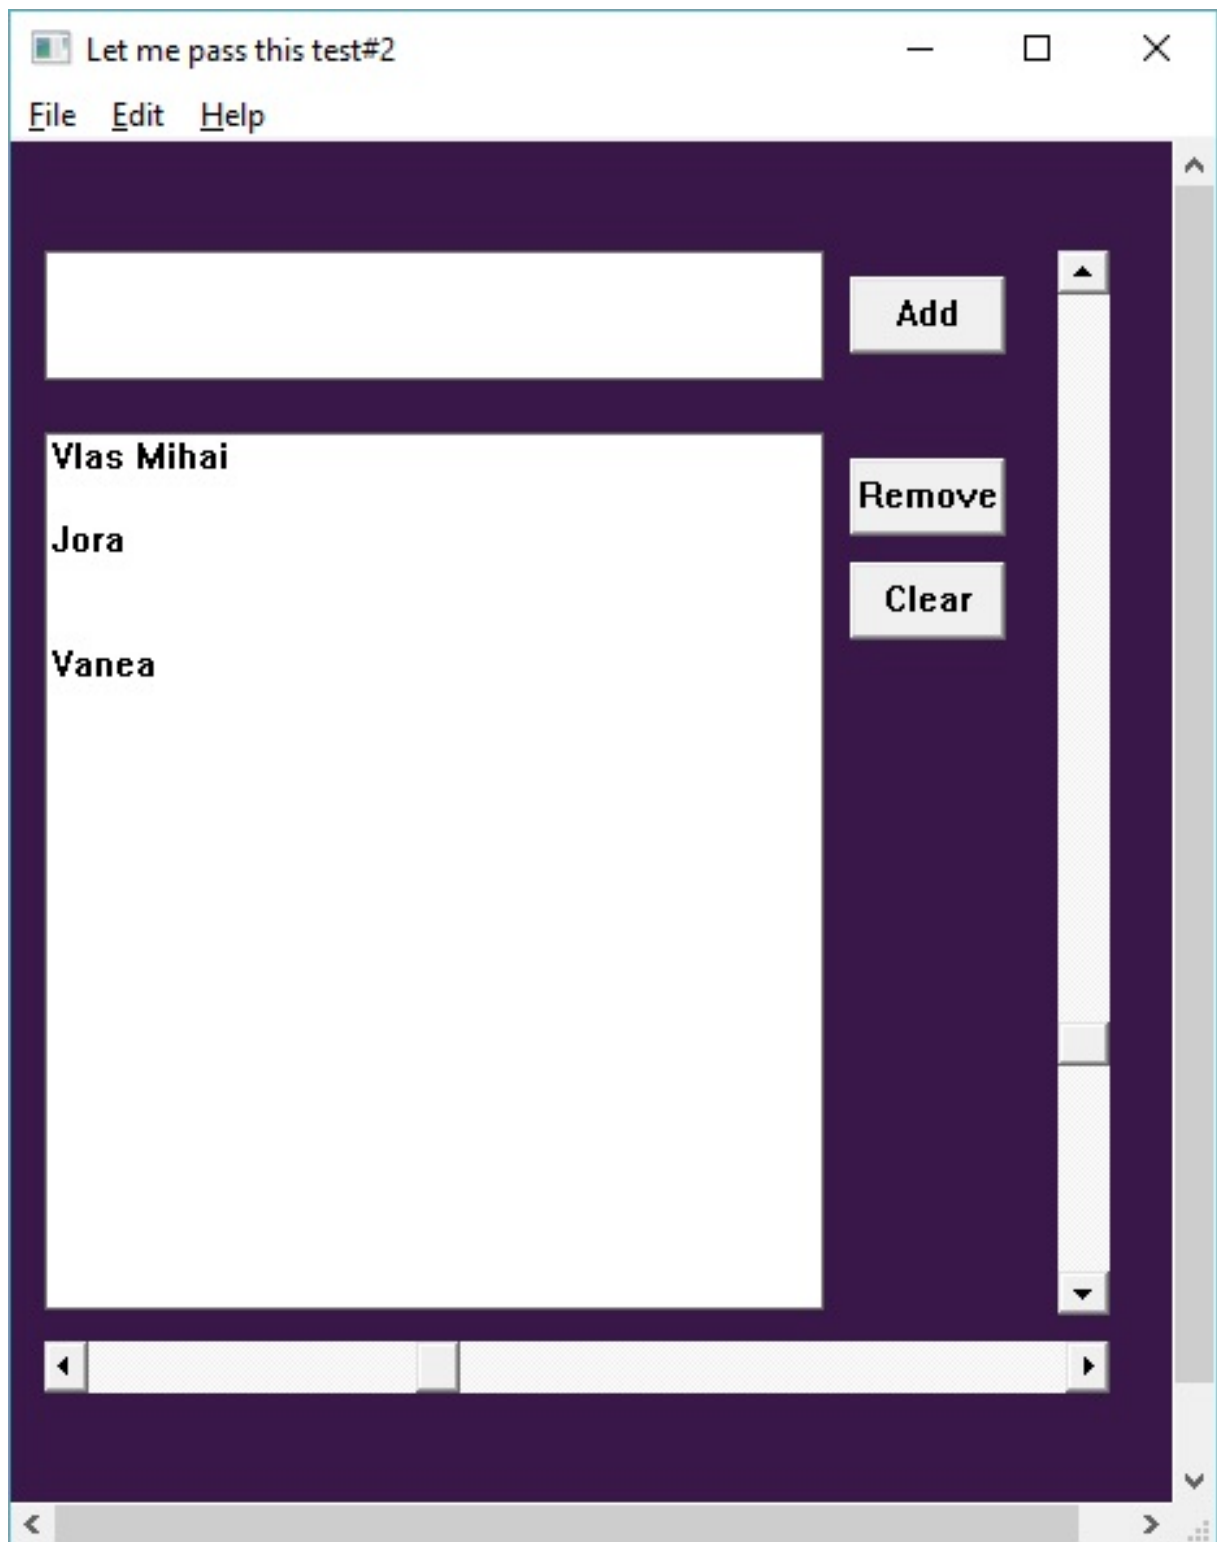 Let me pass this test#2
File Edit Help
Add
Vlas Mihai
Remove
Jora
Clear
Vanea